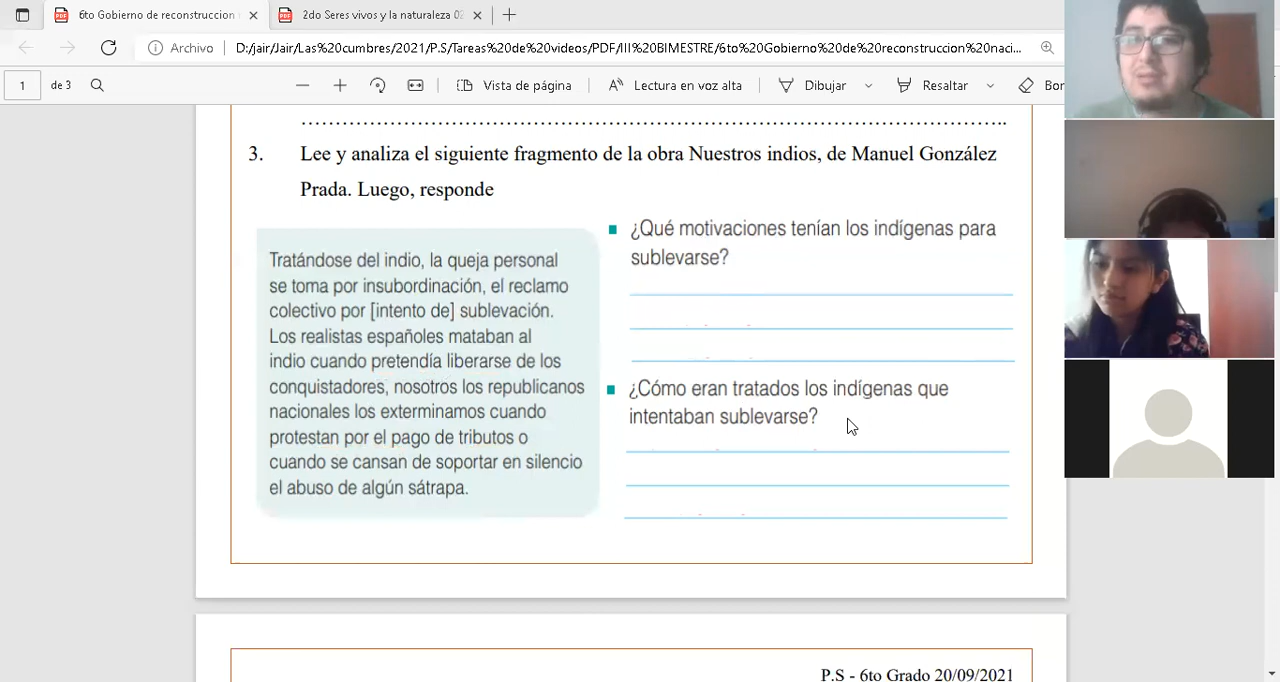 6to Gobierno de reconstruccion
2do Seres vivos y la naturaleza 02
Archivo
D:/jair/Jair/Las%20cumbres/2021/P.S/Tareas%20de%20videos/PDF/III%20BIMESTRE/6to%20Gobierno%20de%20reconstruccion%20naci...
1 de 3
Vista de página
Lectura en voz alta
Dibujar
Resaltar
Bor
3. Lee y analiza el siguiente fragmento de la obra Nuestros indios, de Manuel González
Prada. Luego, responde
Tratándose del indio, la queja personal
se toma por insubordinación, el reclamo
colectivo por [intento de] sublevación.
Los realistas españoles mataban al
indio cuando pretendía liberarse de los
conquistadores, nosotros los republicanos
nacionales los exterminamos cuando
protestan por el pago de tributos o
cuando se cansan de soportar en silencio
el abuso de algún sátrapa.
¿Qué motivaciones tenían los indígenas para
sublevarse?
¿Cómo eran tratados los indígenas que
intentaban sublevarse?
P.S - 6to Grado 20/09/2021